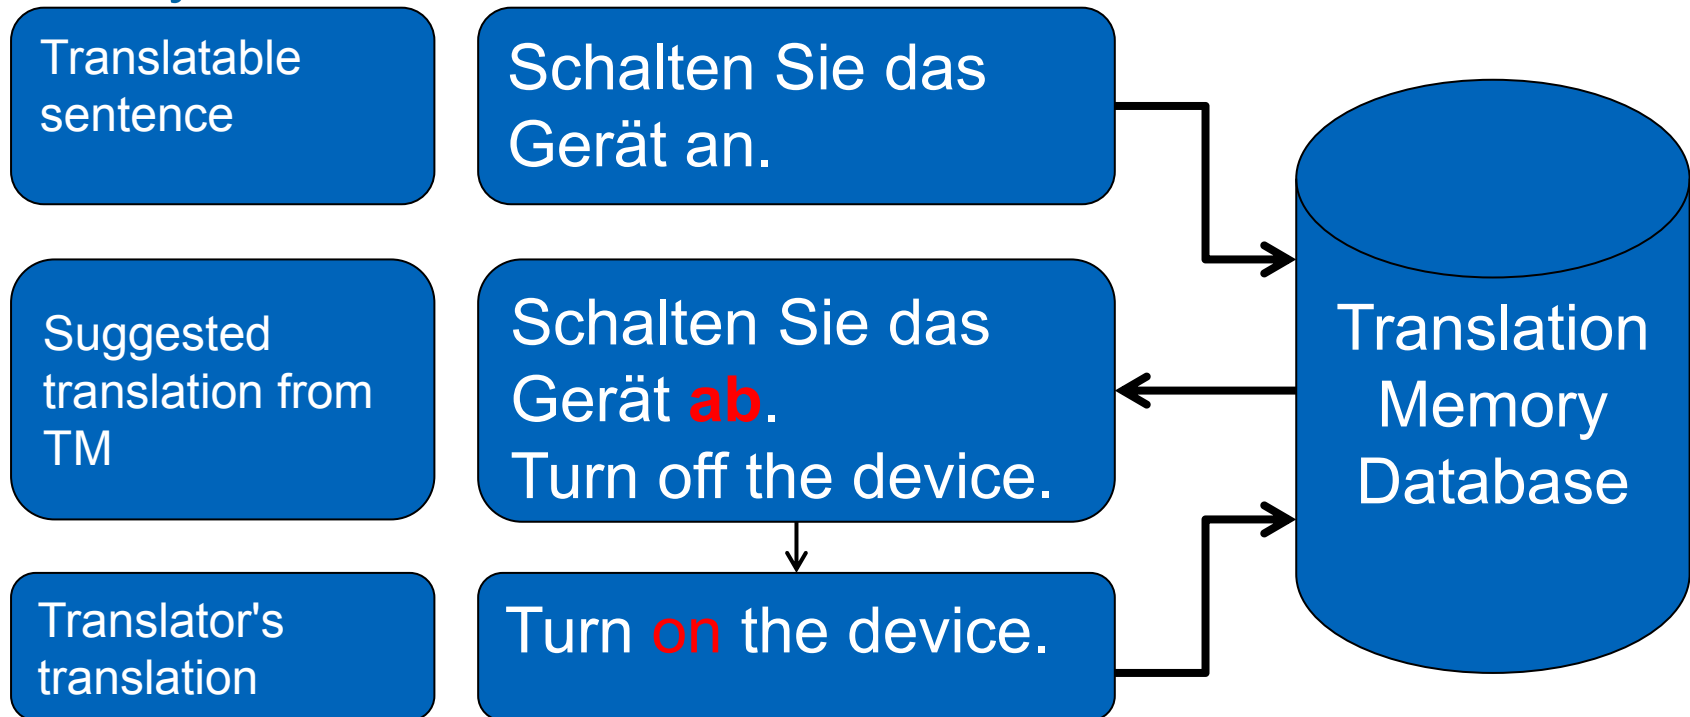 Translatable
sentence
Schalten Sie das
Gerät an.
Suggested
translation from
TM
Schalten Sie das
Gerät ab.
Turn off the device.
Translation
Memory
Database
Translator's
translation
Turn on the device.